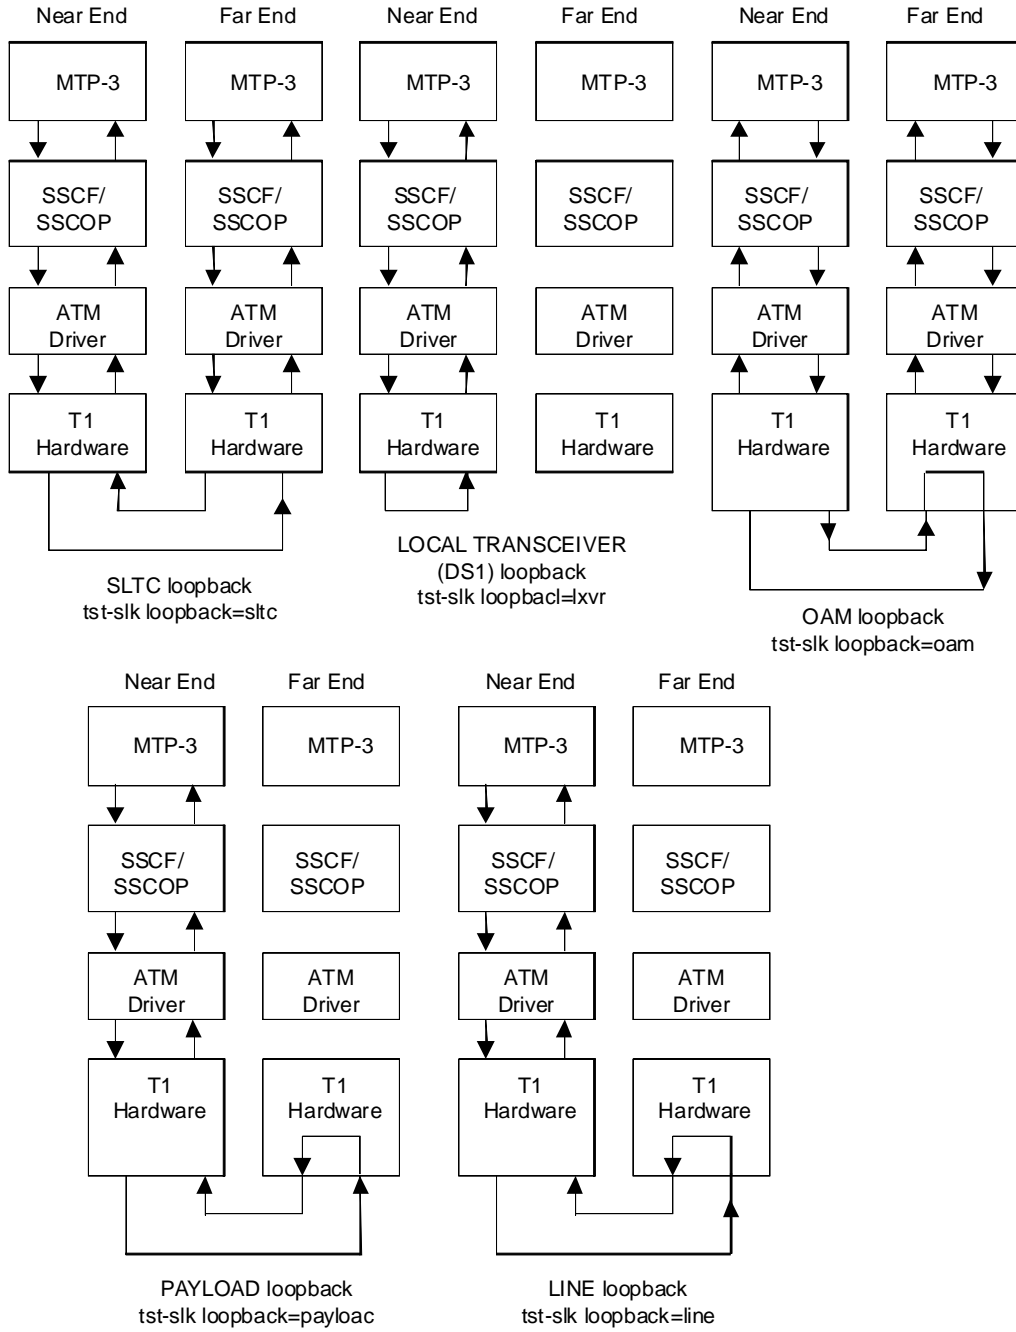 Near End
Far End
Near End
Far End
Near End
Far End
MTP-3
MTP-3
MTP-3
MTP-3
MTP-3
MTP-3
SSCF/
SSCOP
SSCF/
SSCOP
SSCF/
SSCOP
SSCF/
SSCOP
SSCF/
SSCOP
SSCF/
SSCOP
ATM
Driver
ATM
Driver
ATM
Driver
ATM
Driver
ATM
Driver
ATM
Driver
T1
Hardware
T1
Hardware
T1
Hardware
T1
Hardware
T1
Hardware
T1
Hardware
SLTC loopback
tst-slk loopback=sltc
LOCAL TRANSCEIVER
(DS1) loopback
tst-slk loopbacl=lxvr
OAM loopback
tst-slk loopback=oam
Near End
Far End
Near End
Far End
MTP-3
MTP-3
MTP-3
MTP-3
SSCF/
SSCOP
SSCF/
SSCOP
SSCF/
SSCOP
SSCF/
SSCOP
ATM
Driver
ATM
Driver
ATM
Driver
ATM
Driver
T1
Hardware
T1
Hardware
T1
Hardware
T1
Hardware
PAYLOAD loopback
tst-slk loopback=payloac
LINE loopback
tst-slk loopback=line